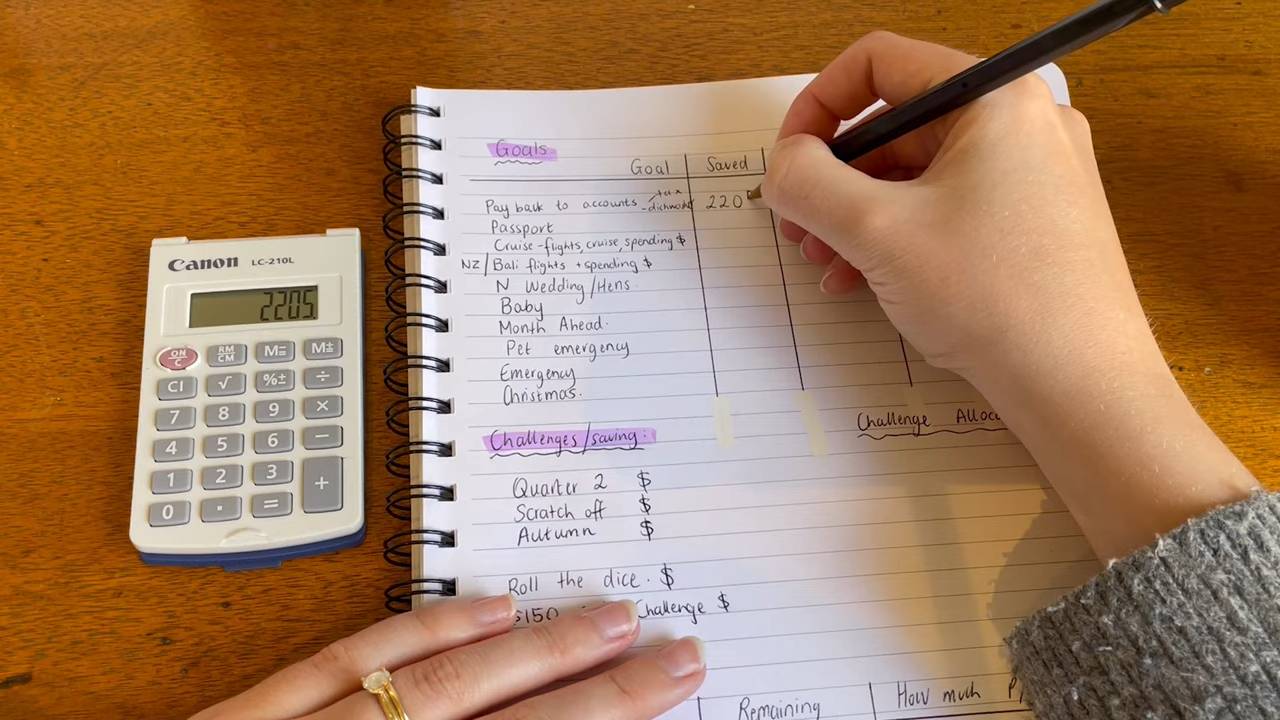 Goals.
Goal Saved
Pay back to accounts - tax 220
Passport
Cruise - flights, cruise, spending $
NZ/Bali flights + spending $
N Wedding/Hens.
Baby
Month Ahead.
Pet emergency
Emergency
Christmas.
Challenge
Challenges/saving:
Quarter 2 $
Scratch off $
Autumn $
Roll the dice. $
$150 Challenge $
Remaining How much
Canon LC-210L
2205.
ON/C RM/CM M= M±
CI √ %± ÷
7 8 9 ×
4 5 6 −
1 2 3 +
0 . =